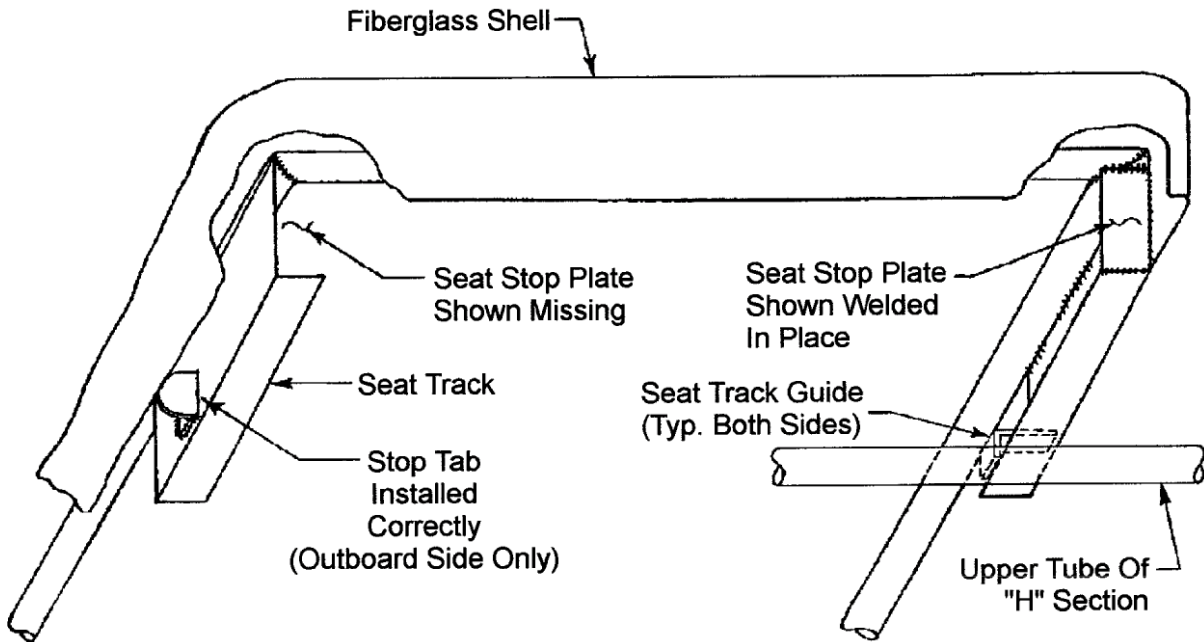 Fiberglass Shell
Seat Stop Plate
Shown Missing
Seat Stop Plate
Shown Welded
In Place
Seat Track
Seat Track Guide
(Typ. Both Sides)
Stop Tab
Installed
Correctly
(Outboard Side Only)
Upper Tube Of
"H" Section